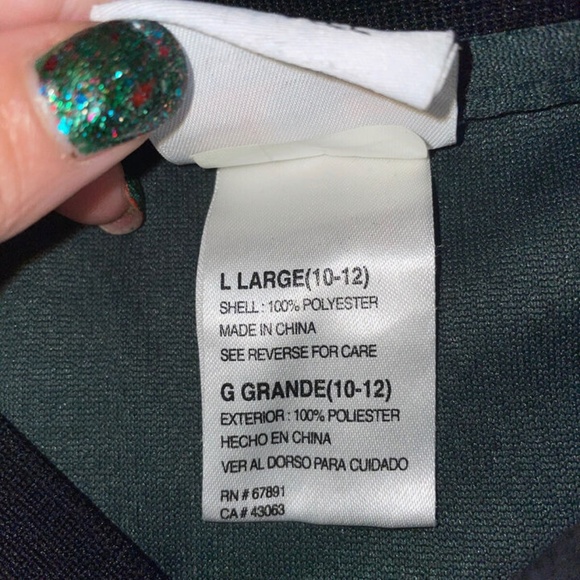 L LARGE(10-12)
SHELL : 100% POLYESTER
MADE IN CHINA
SEE REVERSE FOR CARE
G GRANDE(10-12)
EXTERIOR : 100% POLIESTER
HECHO EN CHINA
VER AL DORSO PARA CUIDADO
RN # 67891
CA # 43063